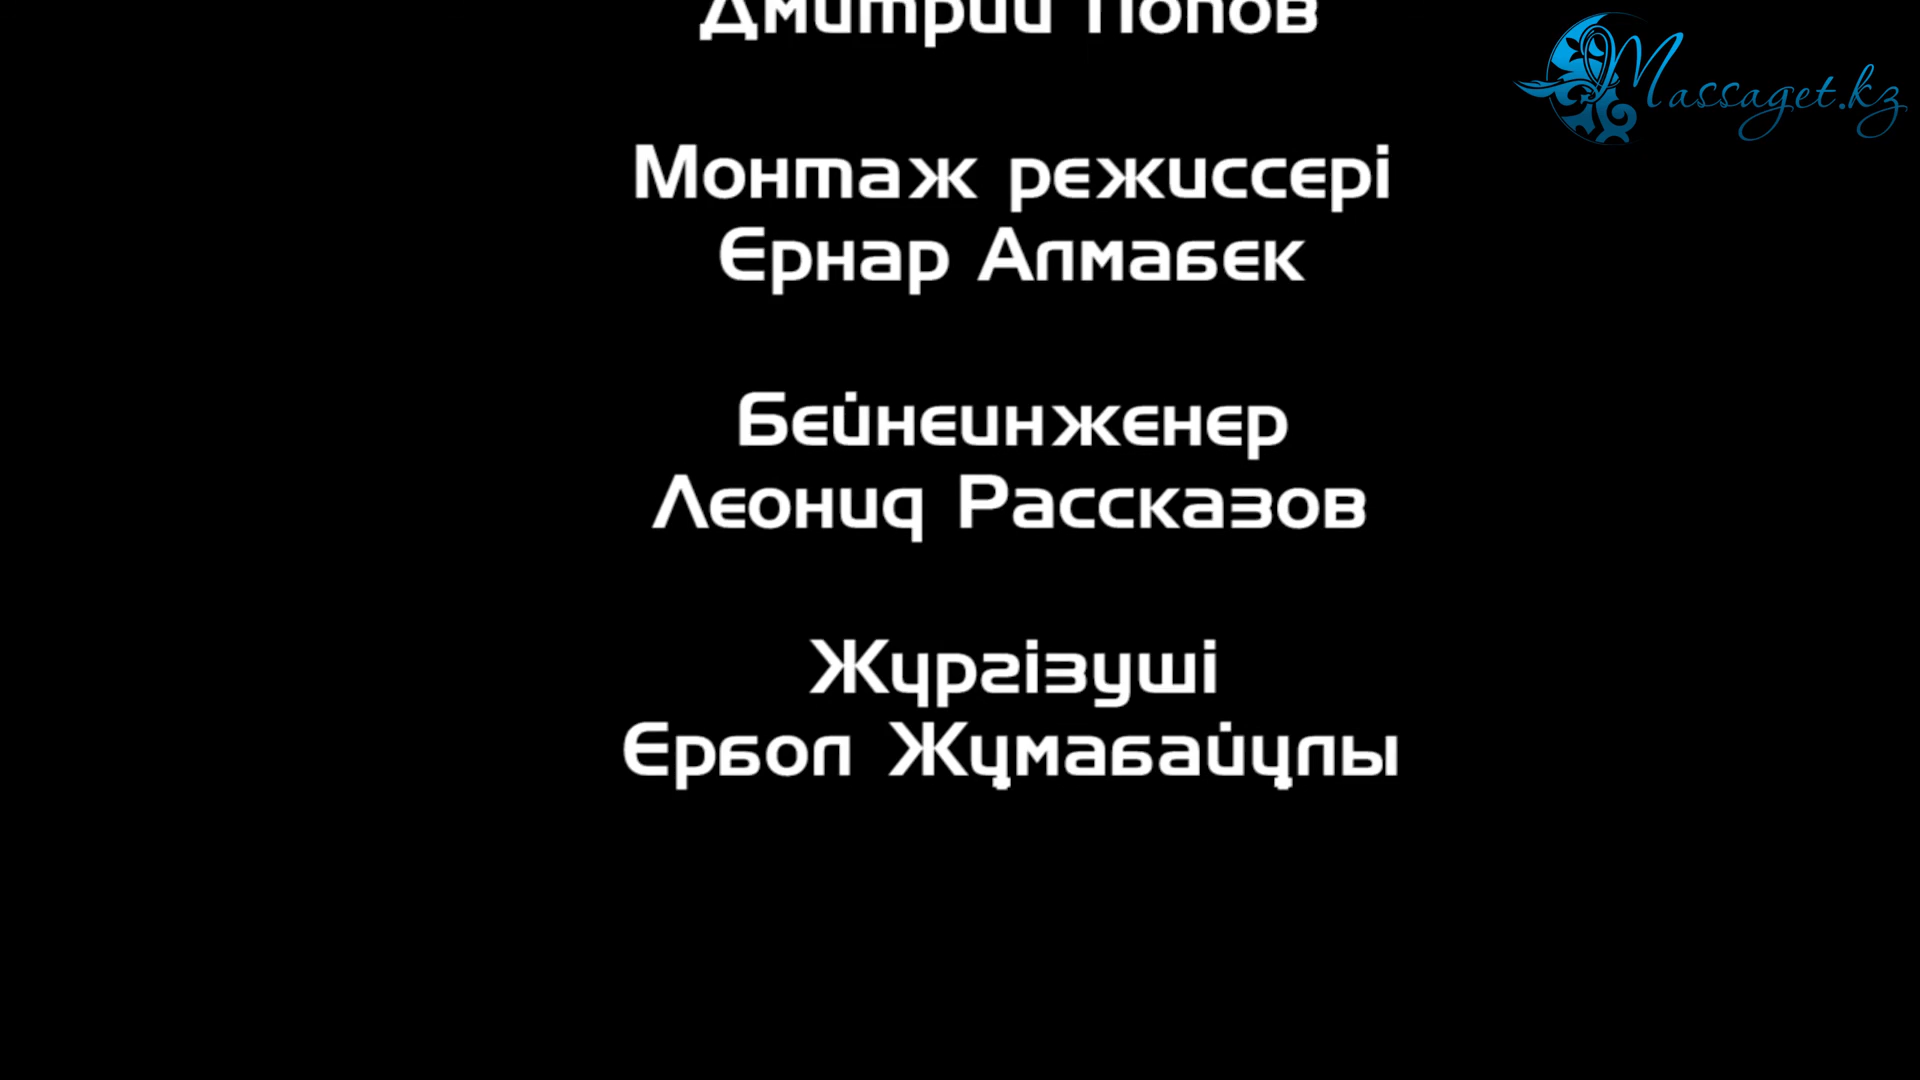 Дмитрий Попов
Massaget.kz
Монтаж режиссері
Ернар Алмабек
Бейнеинженер
Леонид Рассказов
Жүргізуші
Ербол Жұмабайұлы